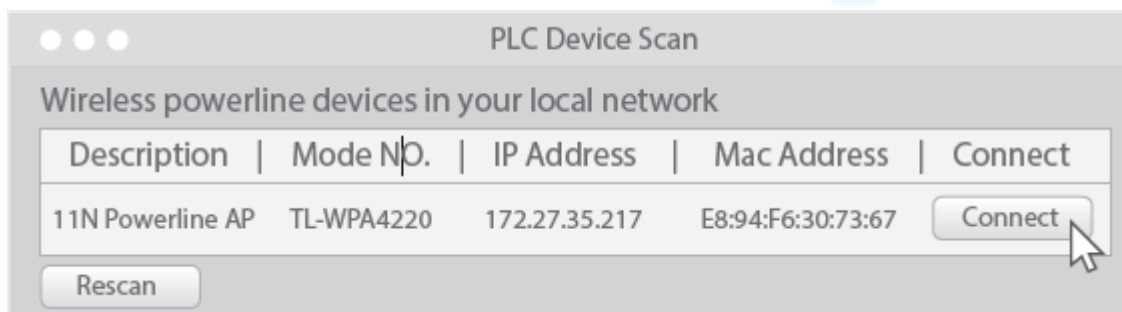 PLC Device Scan
Wireless powerline devices in your local network
Description | Mode NO. | IP Address | Mac Address | Connect
11N Powerline AP TL-WPA4220 172.27.35.217 E8:94:F6:30:73:67 Connect
Rescan